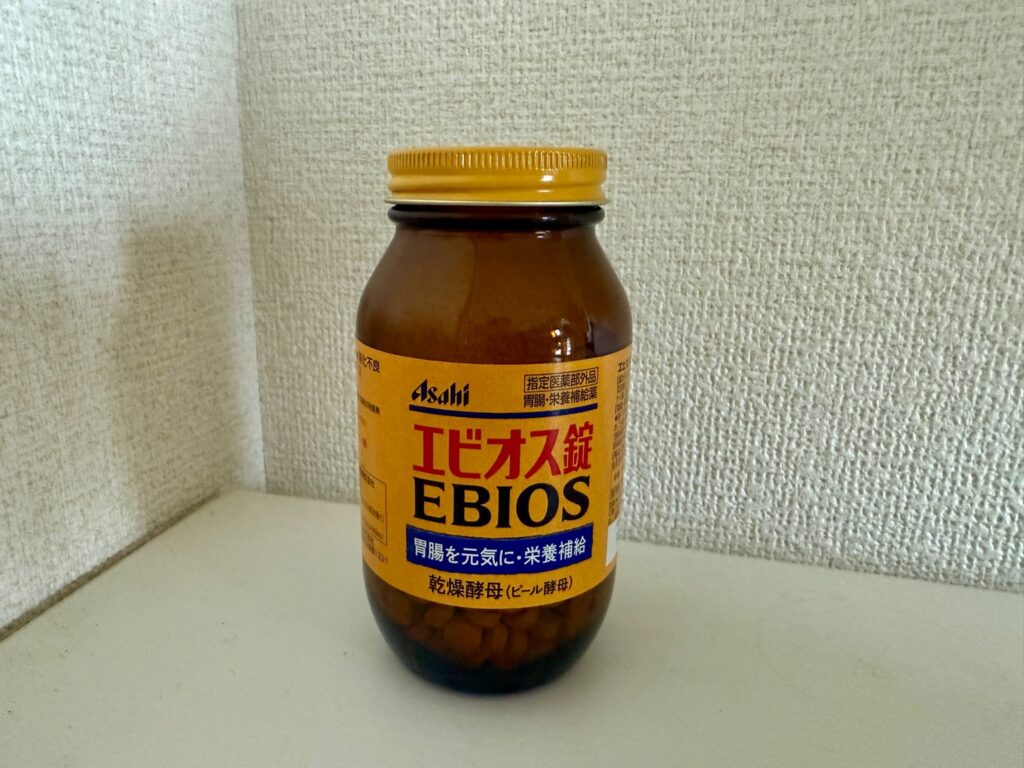 Asahi
指定医薬部外品
胃腸・栄養補給薬
エビオス錠
EBIOS
胃腸を元気に・栄養補給
乾燥酵母(ビール酵母)
不良